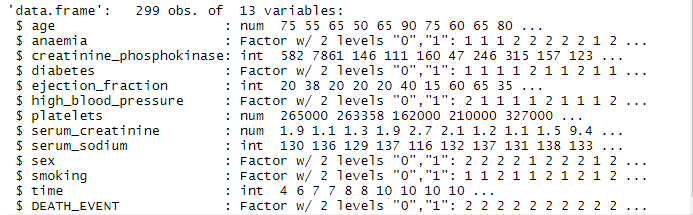 'data.frame':   299 obs. of  13 variables:
 $ age                     : num  75 55 65 50 65 90 75 60 65 80 ...
 $ anaemia                 : Factor w/ 2 levels "0","1": 1 1 1 2 2 2 2 2 1 2 ...
 $ creatinine_phosphokinase: int  582 7861 146 111 160 47 246 315 157 123 ...
 $ diabetes                : Factor w/ 2 levels "0","1": 1 1 1 1 2 1 1 2 1 1 ...
 $ ejection_fraction       : int  20 38 20 20 20 40 15 60 65 35 ...
 $ high_blood_pressure     : Factor w/ 2 levels "0","1": 2 1 1 1 1 2 1 1 1 2 ...
 $ platelets               : num  265000 263358 162000 210000 327000 ...
 $ serum_creatinine        : num  1.9 1.1 1.3 1.9 2.7 2.1 1.2 1.1 1.5 9.4 ...
 $ serum_sodium            : int  130 136 129 137 116 132 137 131 138 133 ...
 $ sex                     : Factor w/ 2 levels "0","1": 2 2 2 2 1 2 2 2 1 2 ...
 $ smoking                 : Factor w/ 2 levels "0","1": 1 1 2 1 1 2 1 2 1 2 ...
 $ time                    : int  4 6 7 7 8 8 10 10 10 10 ...
 $ DEATH_EVENT             : Factor w/ 2 levels "0","1": 2 2 2 2 2 2 2 2 2 2 ...